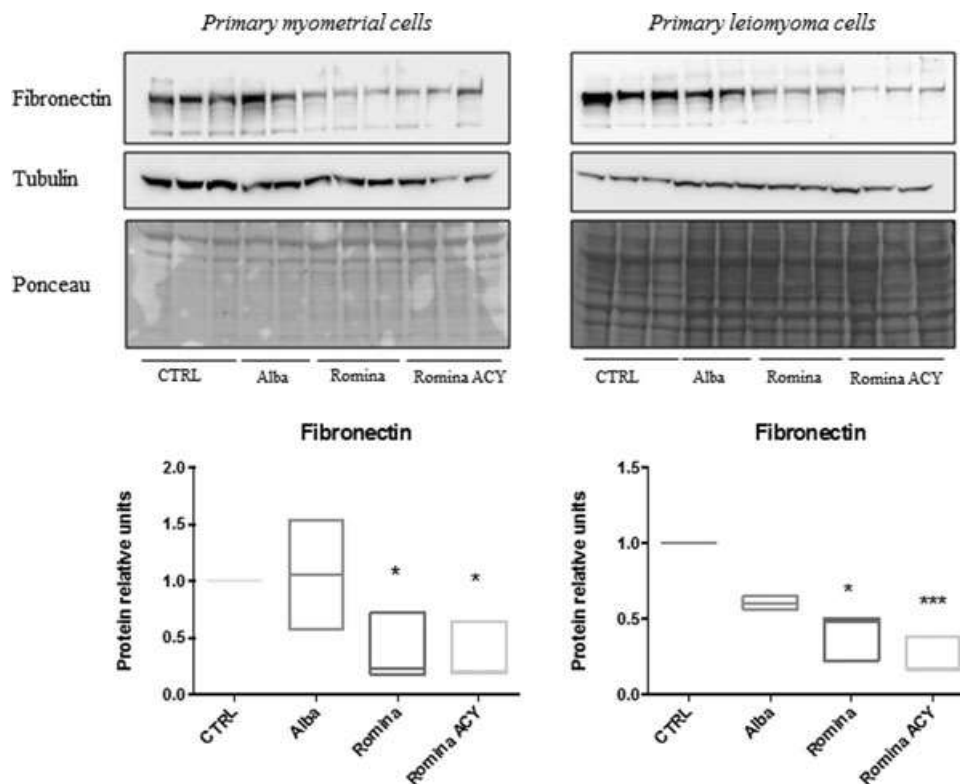 Primary myometrial cells
Primary leiomyoma cells
Fibronectin
Tubulin
Ponceau
CTRL Alba Romina Romina ACY
CTRL Alba Romina Romina ACY
Fibronectin
Protein relative units
2.0
1.5
1.0
0.5
0.0
* *
CTRL Alba Romina Romina ACY
Fibronectin
Protein relative units
1.5
1.0
0.5
0.0
* ***
CTRL Alba Romina Romina ACY